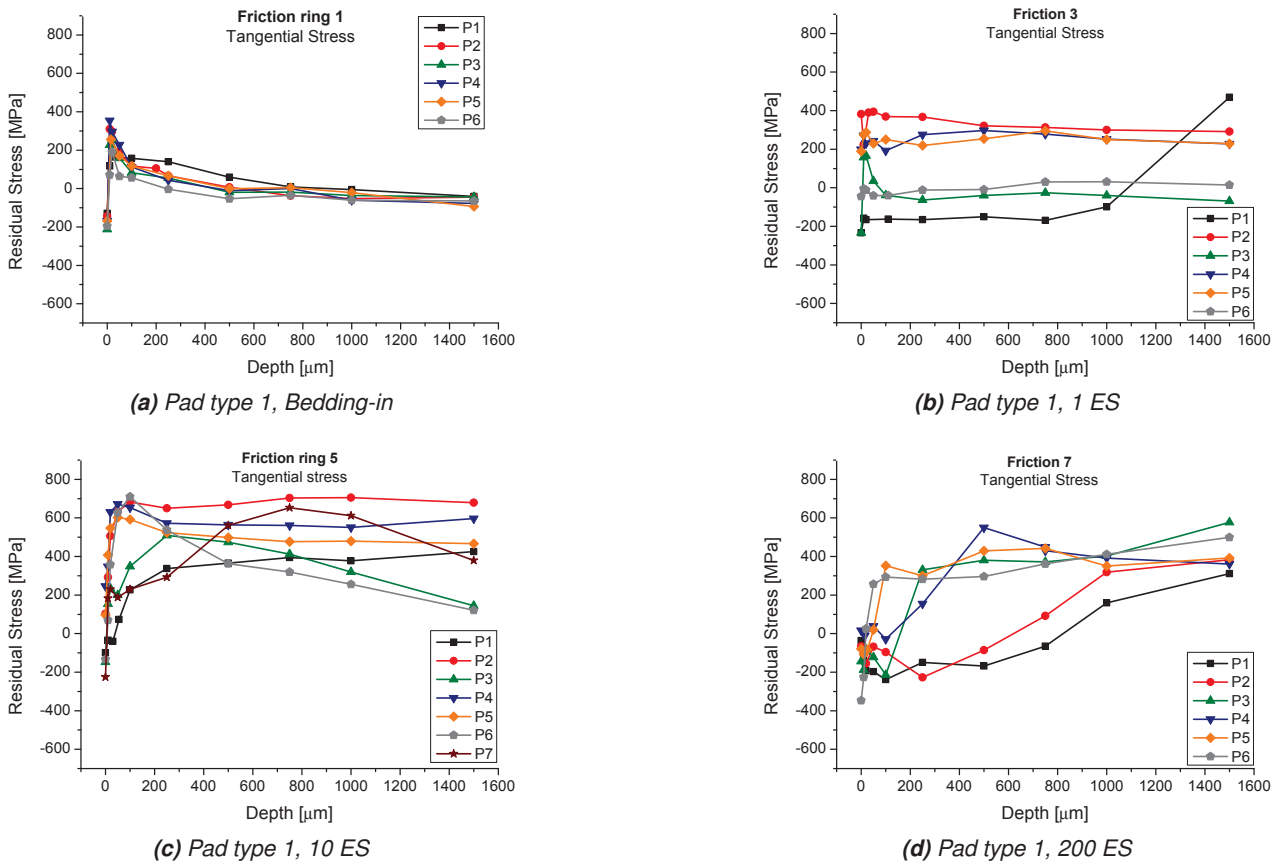 Friction ring 1
Tangential Stress
P1
P2
P3
P4
P5
P6
800
600
400
200
0
-200
-400
-600
Residual Stress [MPa]
0 200 400 600 800 1000 1200 1400 1600
Depth [μm]
(a) Pad type 1, Bedding-in
Friction 3
Tangential Stress
800
600
400
200
0
-200
-400
-600
Residual Stress [MPa]
P1
P2
P3
P4
P5
P6
0 200 400 600 800 1000 1200 1400 1600
Depth [μm]
(b) Pad type 1, 1 ES
Friction ring 5
Tangential stress
800
600
400
200
0
-200
-400
-600
Residual Stress [MPa]
P1
P2
P3
P4
P5
P6
P7
0 200 400 600 800 1000 1200 1400 1600
Depth [μm]
(c) Pad type 1, 10 ES
Friction 7
Tangential Stress
800
600
400
200
0
-200
-400
-600
Residual Stress [MPa]
P1
P2
P3
P4
P5
P6
0 200 400 600 800 1000 1200 1400 1600
Depth [μm]
(d) Pad type 1, 200 ES